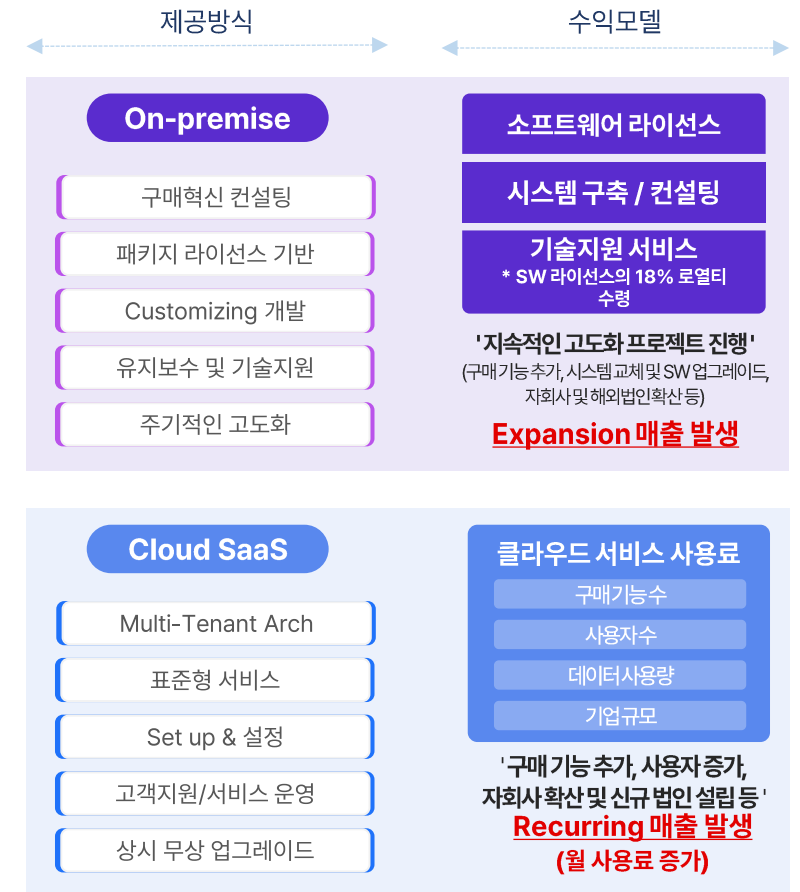 제공방식
수익모델
On-premise
구매혁신 컨설팅
패키지 라이선스 기반
Customizing 개발
유지보수 및 기술지원
주기적인 고도화
소프트웨어 라이선스
시스템 구축 / 컨설팅
기술지원 서비스
* SW 라이선스의 18% 로열티
수령
'지속적인 고도화 프로젝트 진행'
(구매 기능 추가, 시스템 교체 및 SW 업그레이드,
자회사 및 해외법인 확산 등)
Expansion 매출 발생
Cloud SaaS
Multi-Tenant Arch
표준형 서비스
Set up & 설정
고객지원/서비스 운영
상시 무상 업그레이드
클라우드 서비스 사용료
구매기능 수
사용자 수
데이터 사용량
기업 규모
'구매 기능 추가, 사용자 증가,
자회사 확산 및 신규 법인 설립 등'
Recurring 매출 발생
(월 사용료 증가)